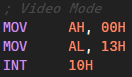 ; Video Mode
MOV AH, 00H
MOV AL, 13H
INT 10H